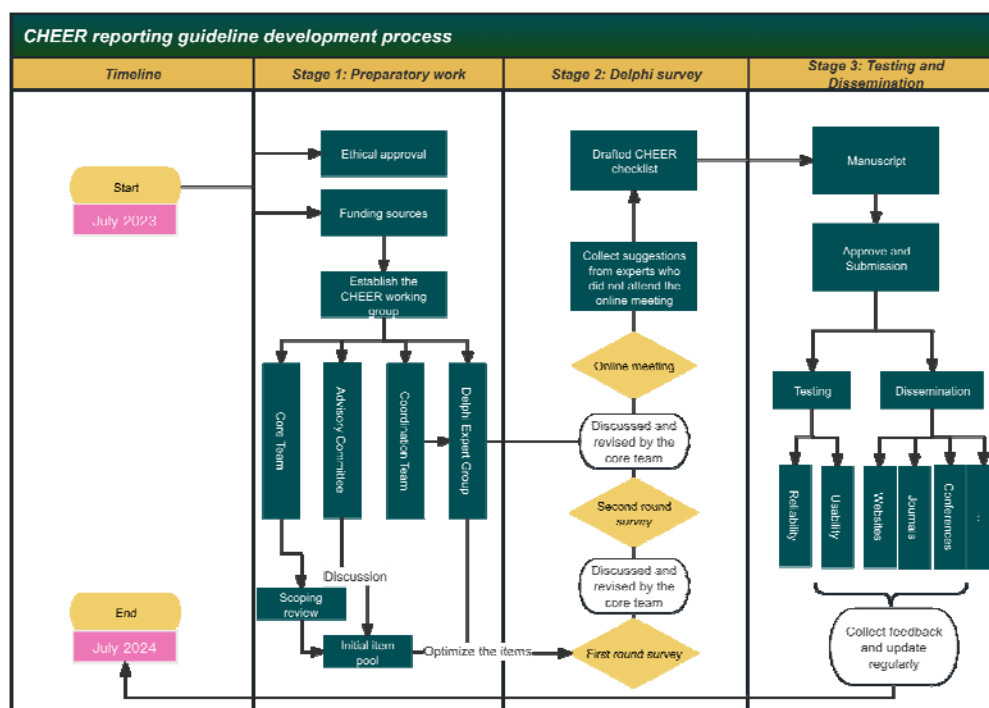 CHEER reporting guideline development process
Timeline
Stage 1: Preparatory work
Stage 2: Delphi survey
Stage 3: Testing and
Dissemination
Start
July 2023
End
July 2024
Ethical approval
Funding sources
Establish the
CHEER working
group
Core Team
Advisory Committee
Coordination Team
Delphi Expert Group
Discussion
Scoping
review
Initial item
pool
Optimize the items
Drafted CHEER
checklist
Collect suggestions
from experts who
did not attend the
online meeting
Online meeting
Discussed and
revised by the
core team
Second round
survey
Discussed and
revised by the
core team
First round survey
Manuscript
Approve and
Submission
Testing
Dissemination
Reliability
Usability
Websites
Journals
Conferences
...
Collect feedback
and update
regularly